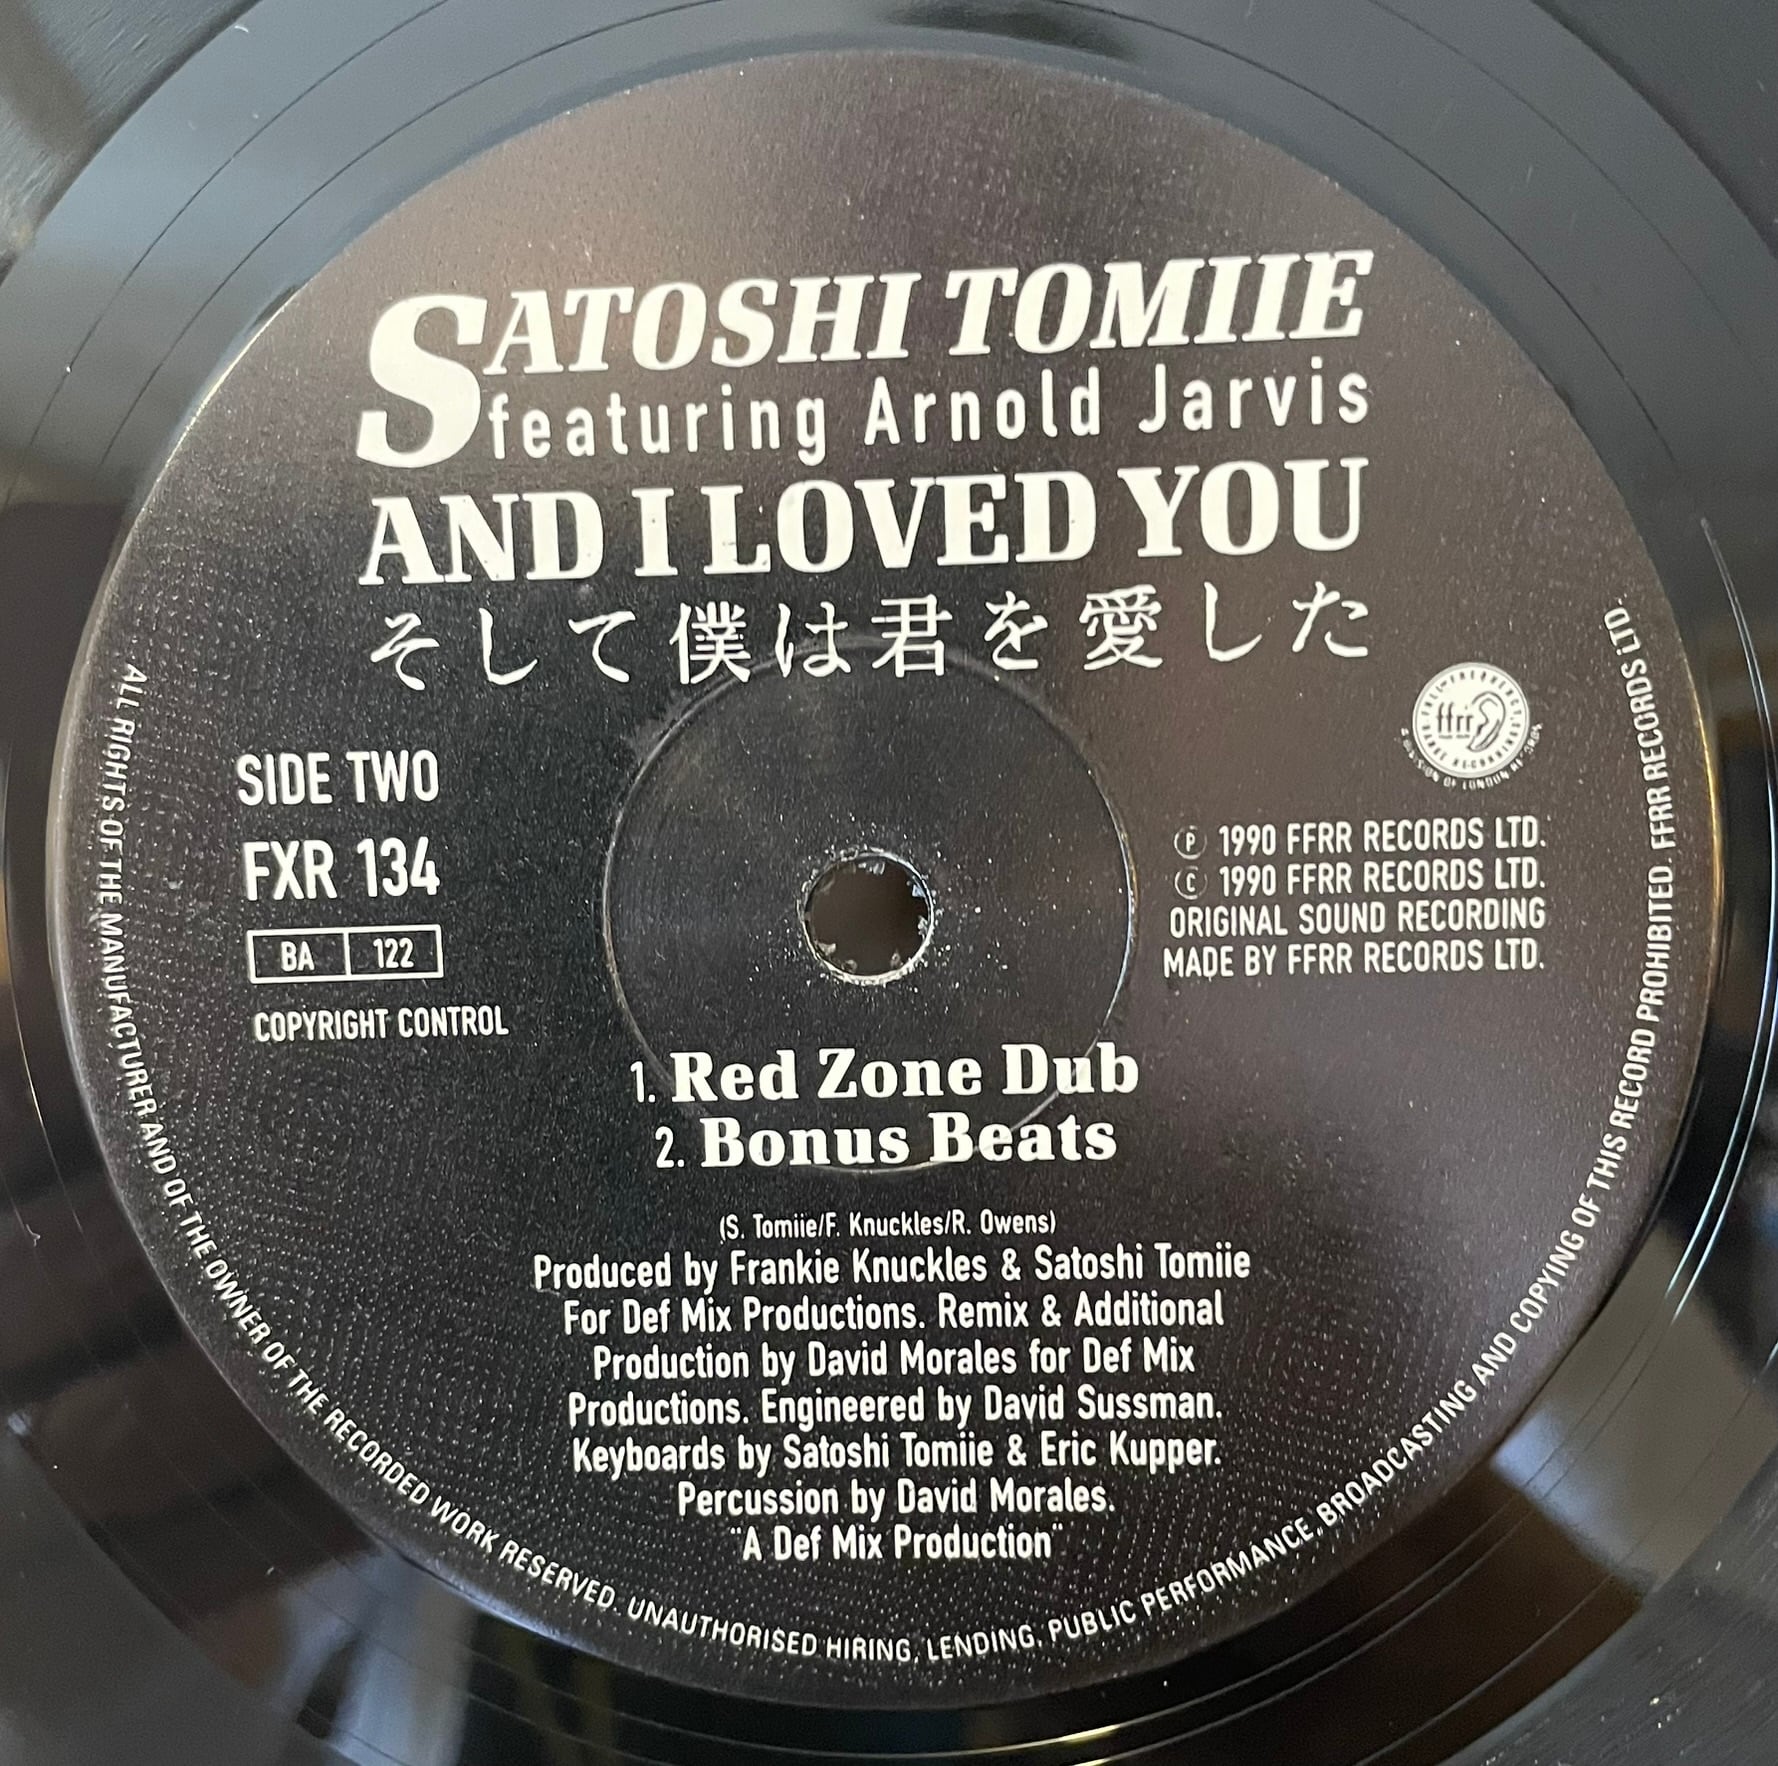 SATOSHI TOMIIE
featuring Arnold Jarvis
AND I LOVED YOU
そして僕は君を愛した
SIDE TWO
FXR 134
BA 122
COPYRIGHT CONTROL
ffrr
Ⓟ 1990 FFRR RECORDS LTD.
Ⓒ 1990 FFRR RECORDS LTD.
ORIGINAL SOUND RECORDING
MADE BY FFRR RECORDS LTD.
1. Red Zone Dub
2. Bonus Beats
(S. Tomiie/F. Knuckles/R. Owens)
Produced by Frankie Knuckles & Satoshi Tomiie
For Def Mix Productions. Remix & Additional
Production by David Morales for Def Mix
Productions. Engineered by David Sussman.
Keyboards by Satoshi Tomiie & Eric Kupper.
Percussion by David Morales.
"A Def Mix Production"
ALL RIGHTS OF THE MANUFACTURER AND OF THE OWNER OF THE RECORDED WORK RESERVED. UNAUTHORISED HIRING, LENDING, PUBLIC PERFORMANCE, BROADCASTING AND COPYING OF THIS RECORD PROHIBITED. FFRR RECORDS LTD.